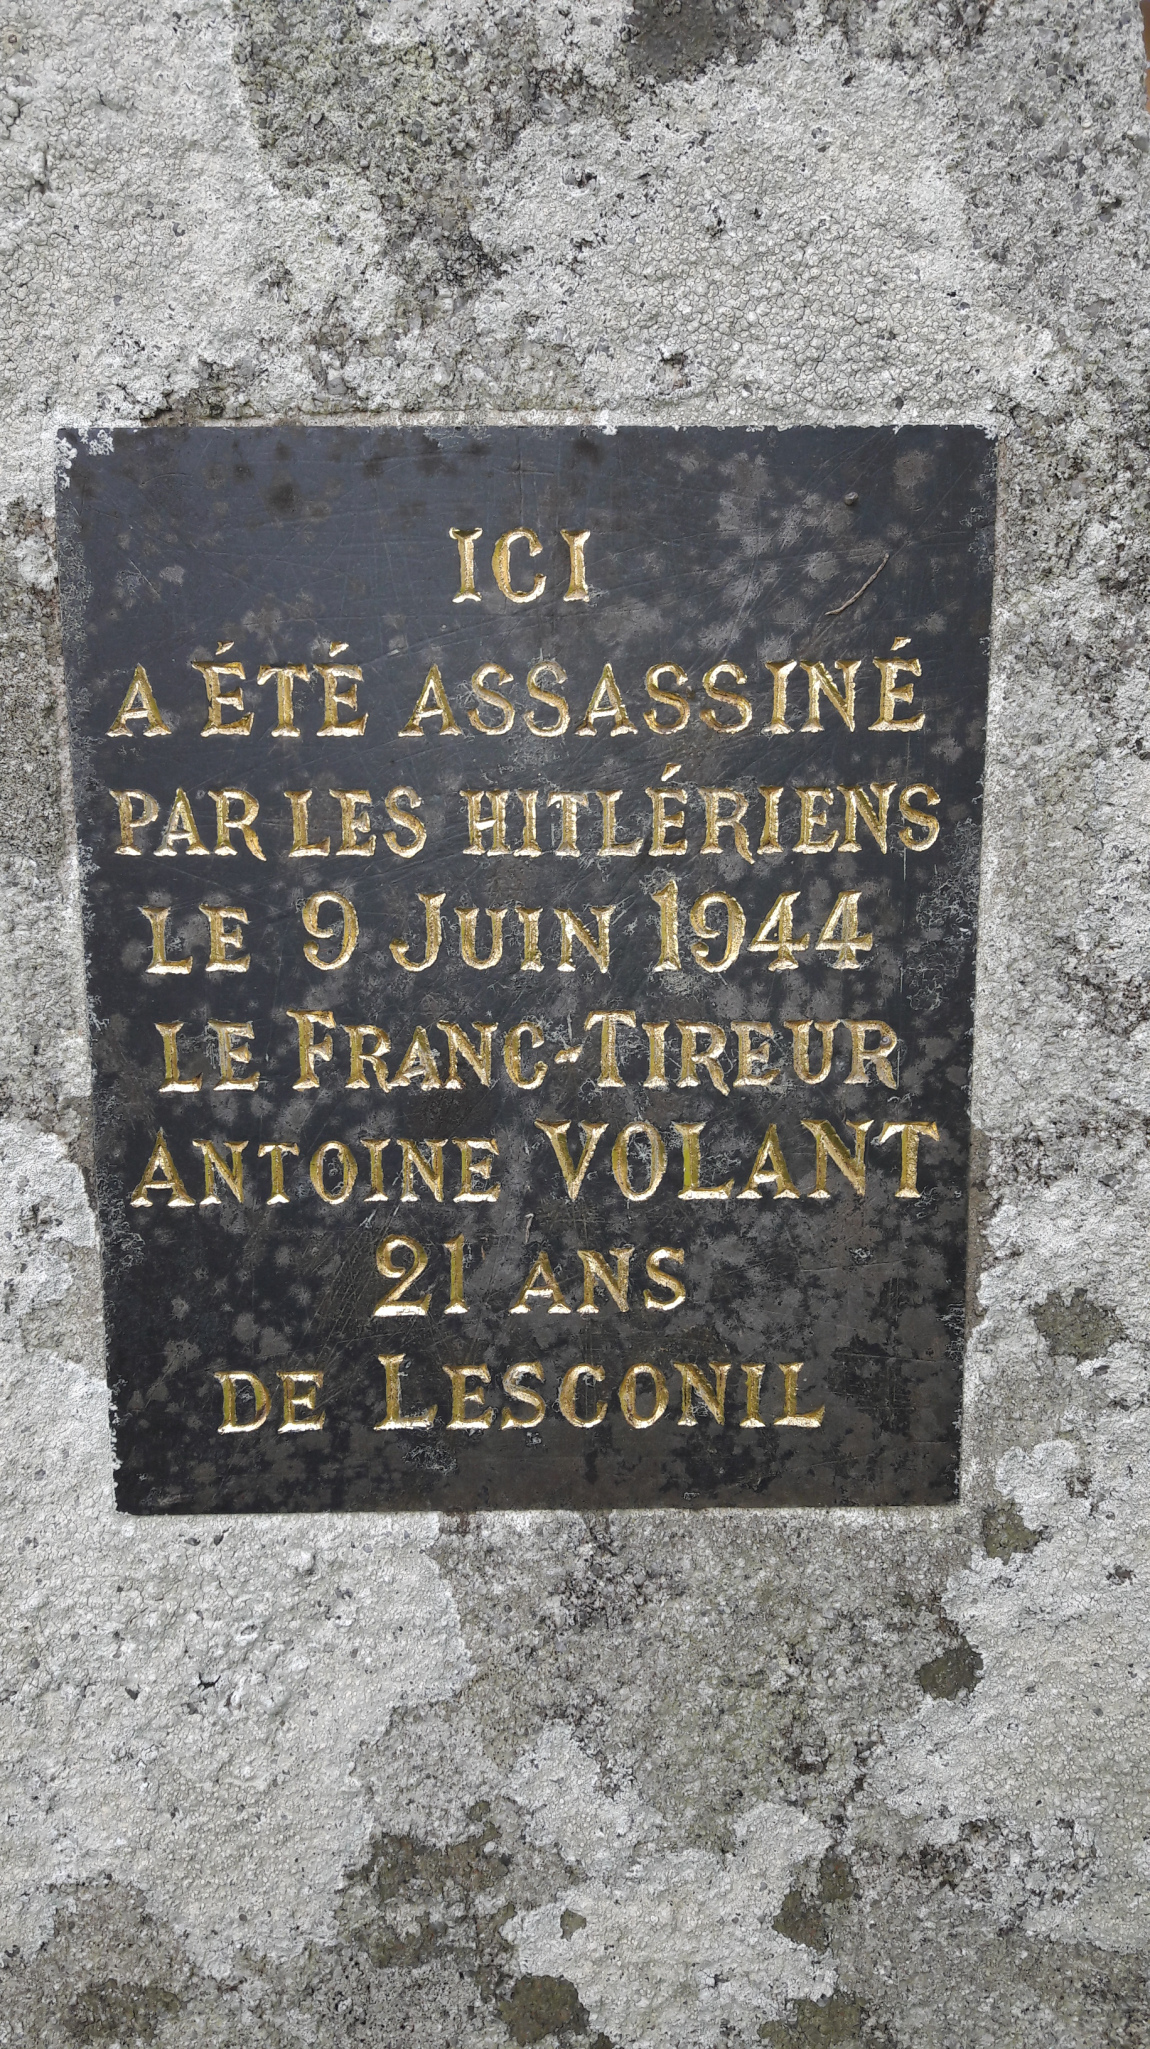 ICI
A ÉTÉ ASSASSINÉ
PAR LES HITLÉRIENS
LE 9 JUIN 1944
LE FRANC-TIREUR
ANTOINE VOLANT
21 ANS
DE LESCONIL